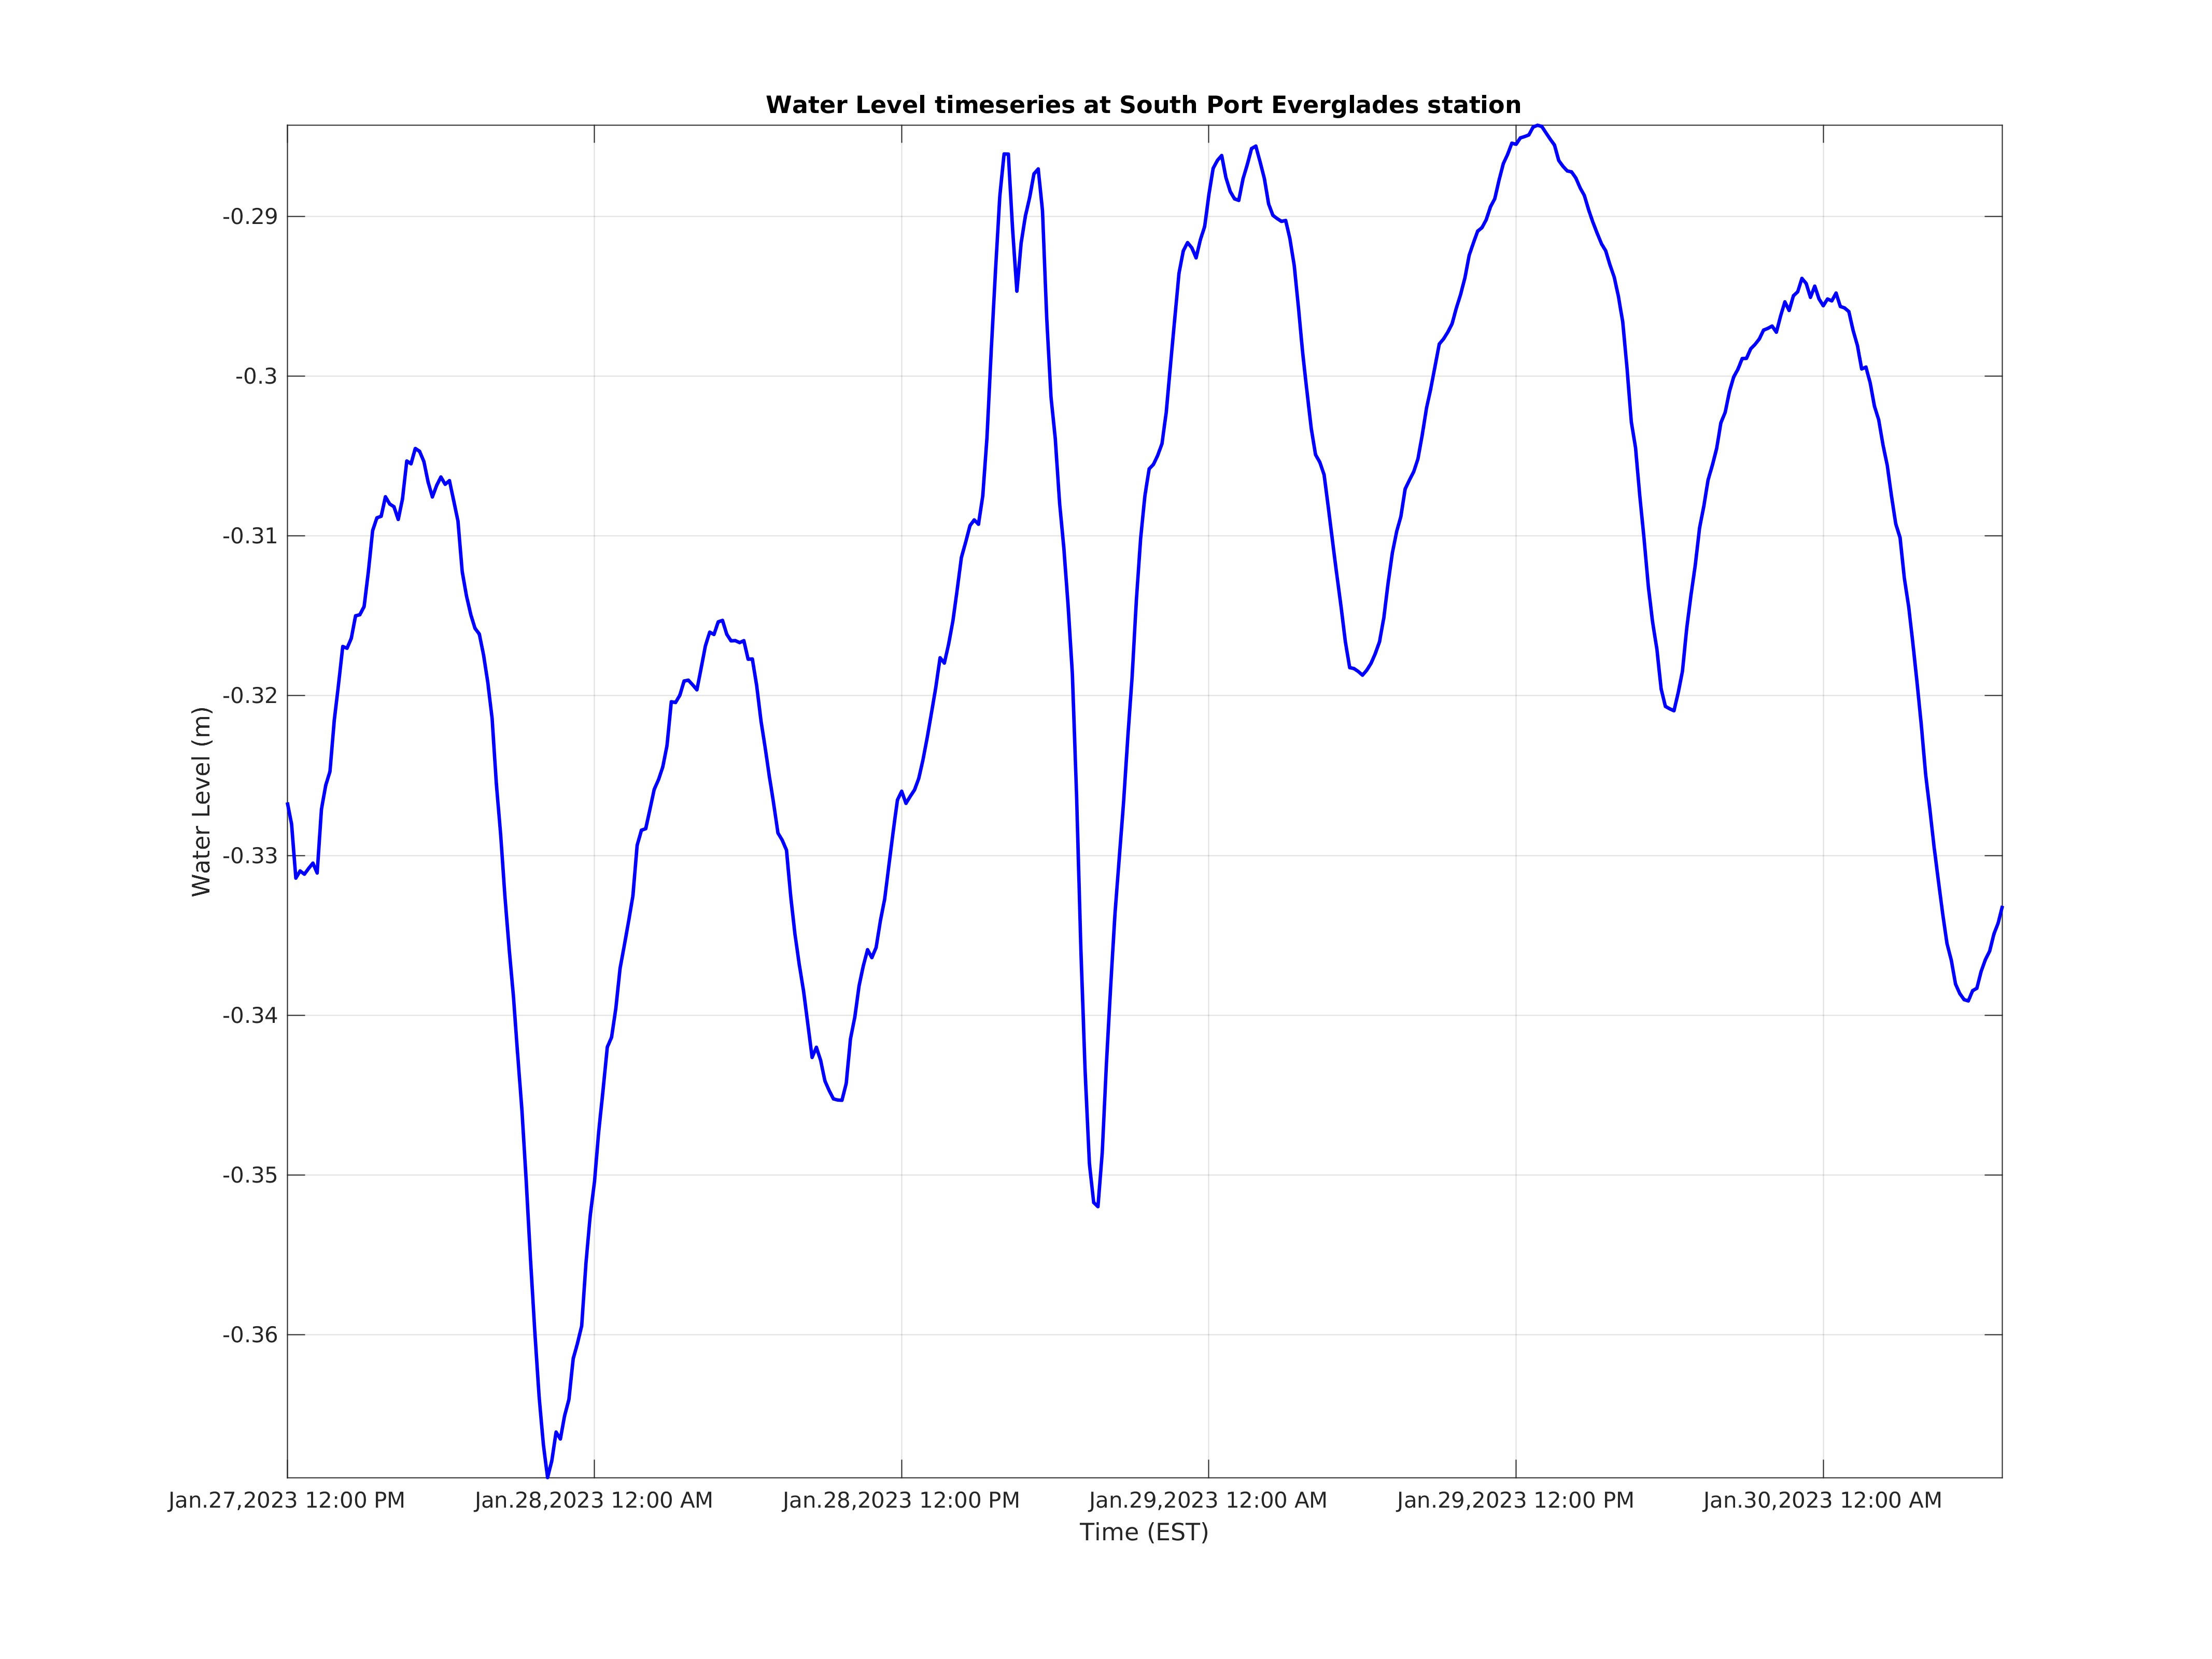 Water Level timeseries at South Port Everglades station
-0.29
-0.3
-0.31
-0.32
-0.33
-0.34
-0.35
-0.36
Water Level (m)
Jan.27,2023 12:00 PM
Jan.28,2023 12:00 AM
Jan.28,2023 12:00 PM
Jan.29,2023 12:00 AM
Jan.29,2023 12:00 PM
Jan.30,2023 12:00 AM
Time (EST)